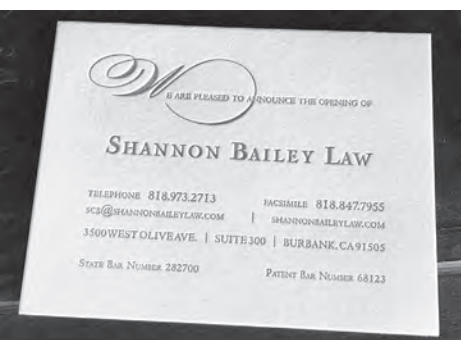 WE ARE PLEASED TO ANNOUNCE THE OPENING OF
SHANNON BAILEY LAW
TELEPHONE 818.973.2713 FACSIMILE 818.847.7955
SCB@SHANNONBAILEYLAW.COM | SHANNONBAILEYLAW.COM
3500 WEST OLIVE AVE. | SUITE 300 | BURBANK, CA 91505
STATE BAR NUMBER 282700 PATENT BAR NUMBER 68123